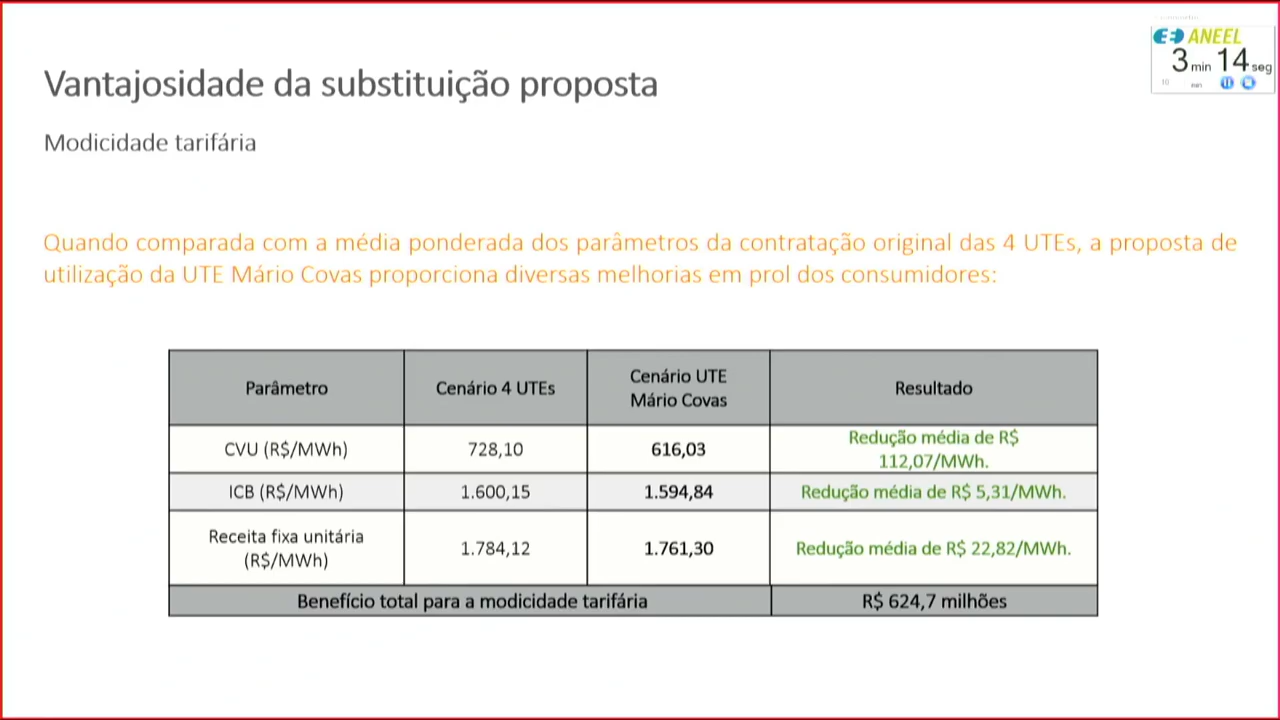 ANEEL
3 min 14 seg
10 min
Vantajosidade da substituição proposta
Modicidade tarifária
Quando comparada com a média ponderada dos parâmetros da contratação original das 4 UTEs, a proposta de
utilização da UTE Mário Covas proporciona diversas melhorias em prol dos consumidores:
Parâmetro
Cenário 4 UTEs
Cenário UTE
Mário Covas
Resultado
CVU (R$/MWh)
728,10
616,03
Redução média de R$
112,07/MWh.
ICB (R$/MWh)
1.600,15
1.594,84
Redução média de R$ 5,31/MWh.
Receita fixa unitária
(R$/MWh)
1.784,12
1.761,30
Redução média de R$ 22,82/MWh.
Benefício total para a modicidade tarifária
R$ 624,7 milhões